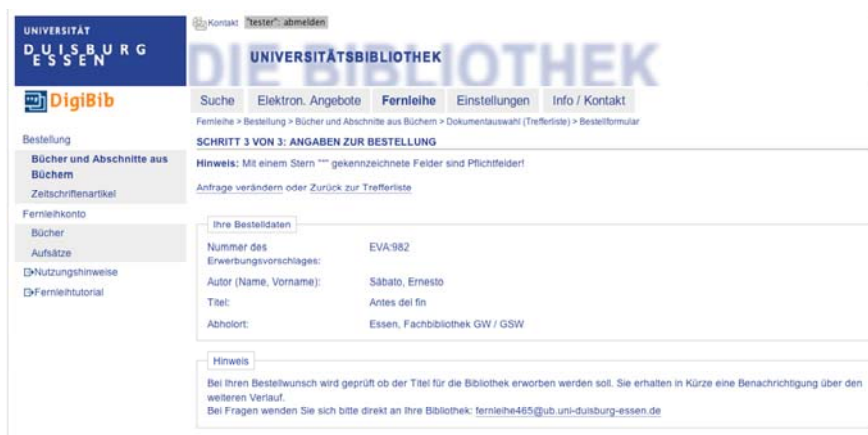 UNIVERSITÄT
DUISBURG
ESSEN
Kontakt "tester": abmelden
DIE BIBLIOTHEK
UNIVERSITÄTSBIBLIOTHEK
DigiBib
Suche Elektron. Angebote Fernleihe Einstellungen Info / Kontakt
Fernleihe > Bestellung > Bücher und Abschnitte aus Büchern > Dokumentauswahl (Trefferliste) > Bestellformular
Bestellung
Bücher und Abschnitte aus
Büchern
Zeitschriftenartikel
Fernleihkonto
Bücher
Aufsätze
Nutzungshinweise
Fernleihtutorial
SCHRITT 3 VON 3: ANGABEN ZUR BESTELLUNG
Hinweis: Mit einem Stern "*" gekennzeichnete Felder sind Pflichtfelder!
Anfrage verändern oder Zurück zur Trefferliste
Ihre Bestelldaten
Nummer des EVA:982
Erwerbungsvorschlages:
Autor (Name, Vorname): Sábato, Ernesto
Titel: Antes del fin
Abholort: Essen, Fachbibliothek GW / GSW
Hinweis
Bei Ihren Bestellwunsch wird geprüft ob der Titel für die Bibliothek erworben werden soll. Sie erhalten in Kürze eine Benachrichtigung über den
weiteren Verlauf.
Bei Fragen wenden Sie sich bitte direkt an Ihre Bibliothek: fernleihe465@ub.uni-duisburg-essen.de